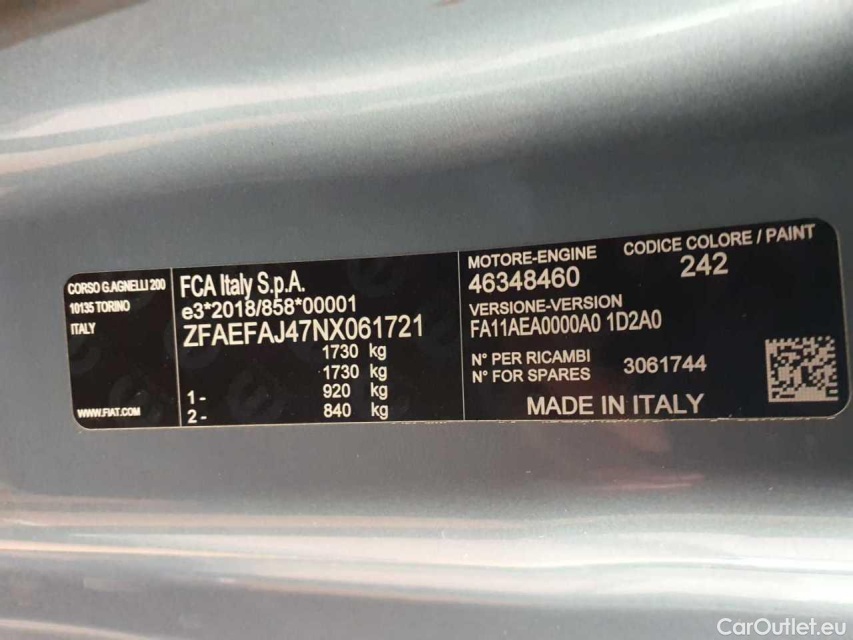 CORSO G.AGNELLI 200
10135 TORINO
ITALY
WWW.FIAT.COM
FCA Italy S.p.A.
e3*2018/858*00001
ZFAEFAJ47NX061721
1730 kg
1730 kg
1- 920 kg
2- 840 kg
MOTORE-ENGINE
46348460
CODICE COLORE / PAINT
242
VERSIONE-VERSION
FA11AEA0000A0 1D2A0
N° PER RICAMBI
N° FOR SPARES
3061744
MADE IN ITALY
CarOutlet.eu